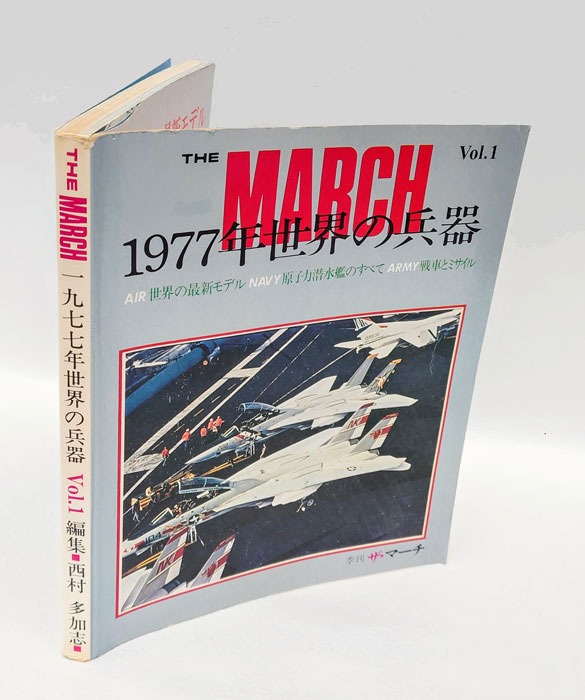 THE MARCH Vol.1
1977年世界の兵器
AIR 世界の最新モデル NAVY 原子力潜水艦のすべて ARMY 戦車とミサイル
NK
NK
104
季刊 ザ・マーチ
THE MARCH 一九七七年世界の兵器 Vol.1 編集■西村 多加志■